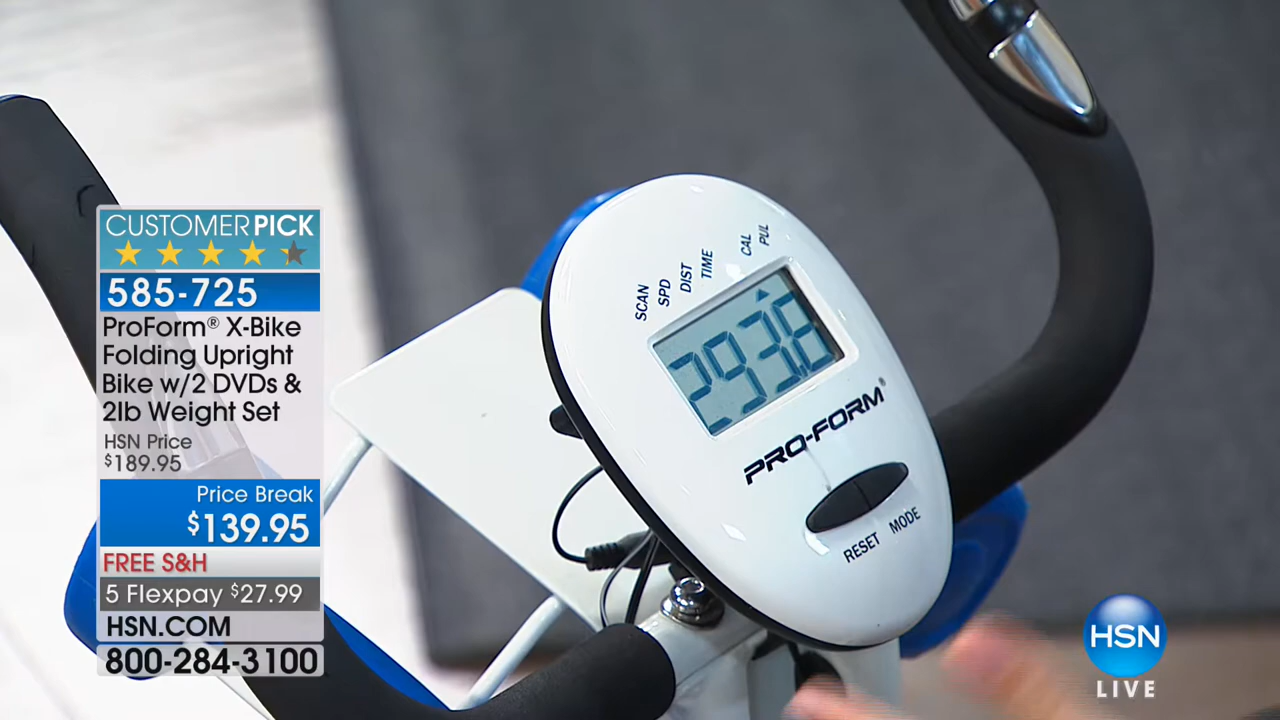 CUSTOMER PICK
585-725
ProForm® X-Bike
Folding Upright
Bike w/2 DVDs &
2lb Weight Set
HSN Price
$189.95
Price Break
$139.95
FREE S&H
5 Flexpay $27.99
HSN.COM
800-284-3100
SCAN
SPD
DIST
TIME
CAL
PUL
293.6
PRO-FORM®
RESET
MODE
HSN
LIVE